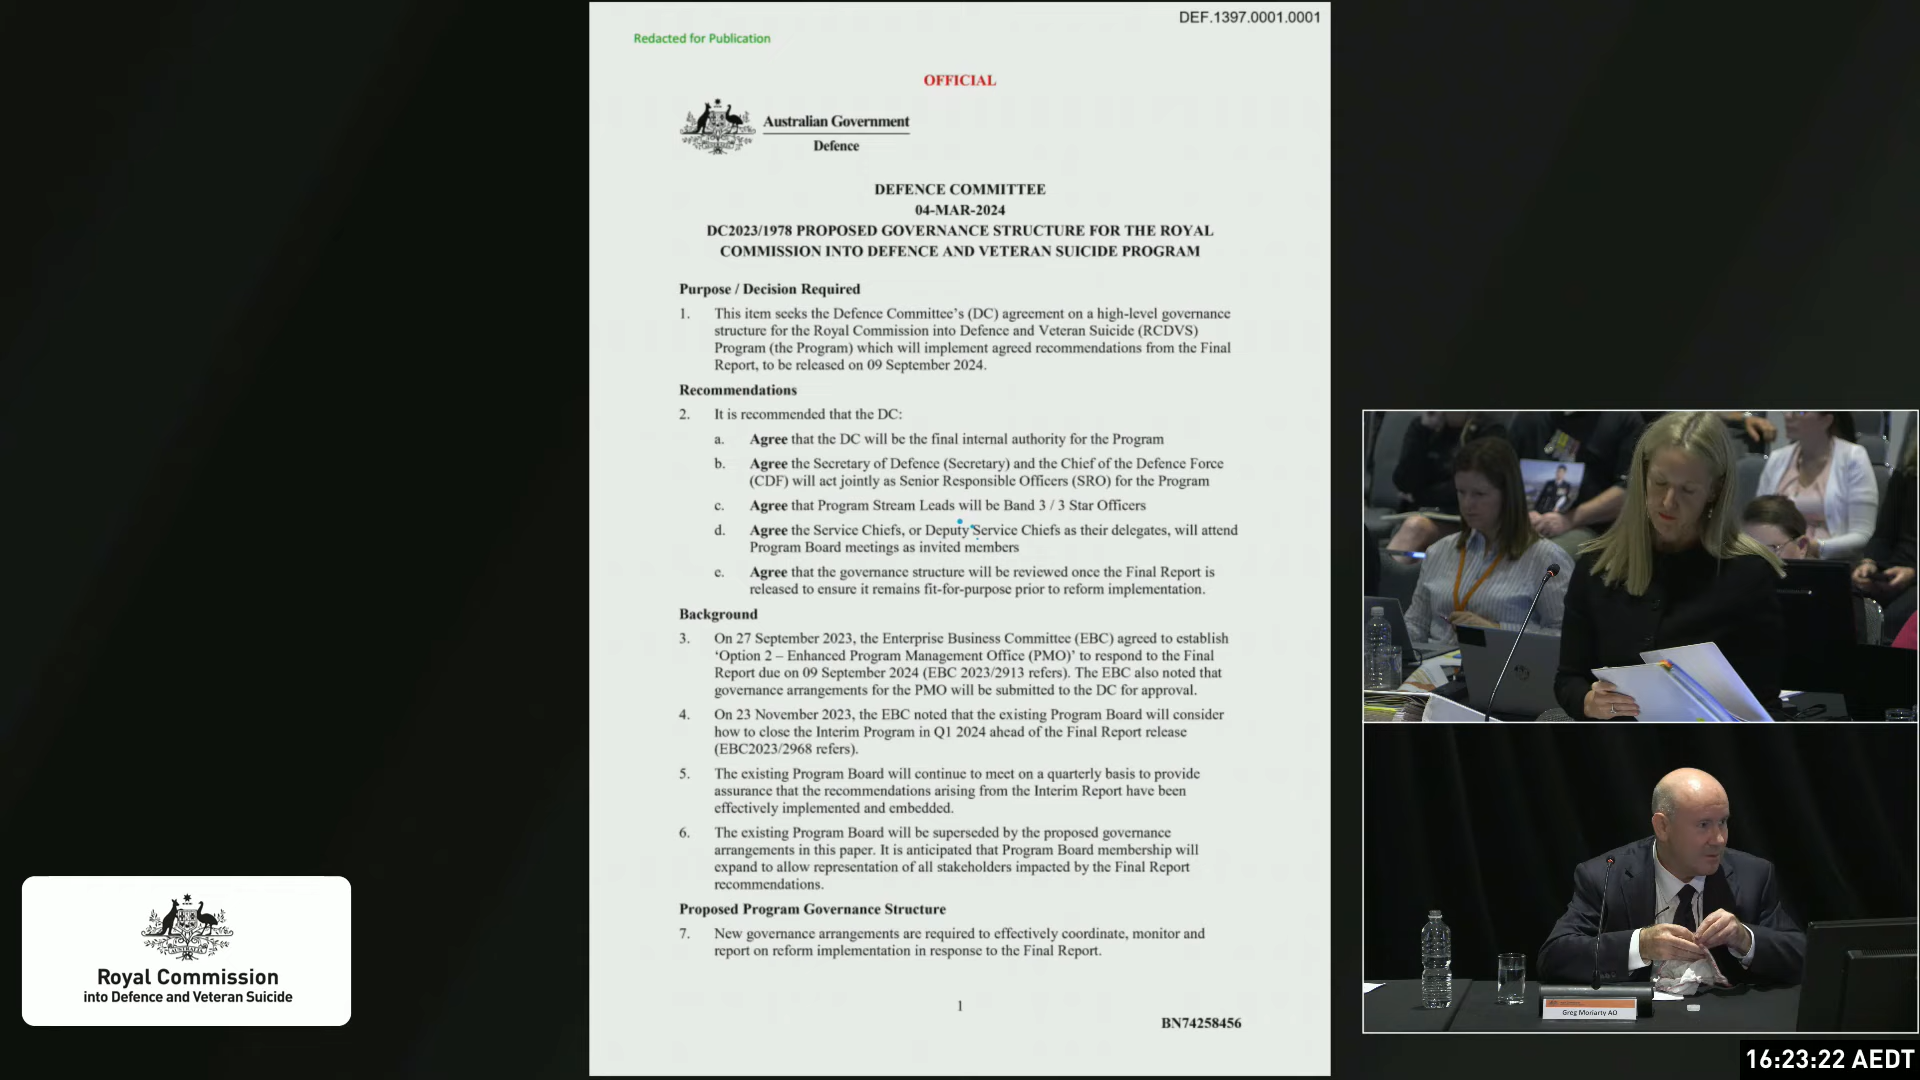 DEF.1397.0001.0001
Redacted for Publication
OFFICIAL
Australian Government
Defence
DEFENCE COMMITTEE
04-MAR-2024
DC2023/1978 PROPOSED GOVERNANCE STRUCTURE FOR THE ROYAL
COMMISSION INTO DEFENCE AND VETERAN SUICIDE PROGRAM
Purpose / Decision Required
1. This item seeks the Defence Committee's (DC) agreement on a high-level governance
structure for the Royal Commission into Defence and Veteran Suicide (RCDVS)
Program (the Program) which will implement agreed recommendations from the Final
Report, to be released on 09 September 2024.
Recommendations
2. It is recommended that the DC:
a. Agree that the DC will be the final internal authority for the Program
b. Agree the Secretary of Defence (Secretary) and the Chief of the Defence Force
(CDF) will act jointly as Senior Responsible Officers (SRO) for the Program
c. Agree that Program Stream Leads will be Band 3 / 3 Star Officers
d. Agree the Service Chiefs, or Deputy Service Chiefs as their delegates, will attend
Program Board meetings as invited members
e. Agree that the governance structure will be reviewed once the Final Report is
released to ensure it remains fit-for-purpose prior to reform implementation.
Background
3. On 27 September 2023, the Enterprise Business Committee (EBC) agreed to establish
'Option 2 – Enhanced Program Management Office (PMO)' to respond to the Final
Report due on 09 September 2024 (EBC 2023/2913 refers). The EBC also noted that
governance arrangements for the PMO will be submitted to the DC for approval.
4. On 23 November 2023, the EBC noted that the existing Program Board will consider
how to close the Interim Program in Q1 2024 ahead of the Final Report release
(EBC2023/2968 refers).
5. The existing Program Board will continue to meet on a quarterly basis to provide
assurance that the recommendations arising from the Interim Report have been
effectively implemented and embedded.
6. The existing Program Board will be superseded by the proposed governance
arrangements in this paper. It is anticipated that Program Board membership will
expand to allow representation of all stakeholders impacted by the Final Report
recommendations.
Proposed Program Governance Structure
7. New governance arrangements are required to effectively coordinate, monitor and
report on reform implementation in response to the Final Report.
1
BN74258456
Royal Commission
into Defence and Veteran Suicide
Greg Moriarty AO
16:23:22 AEDT